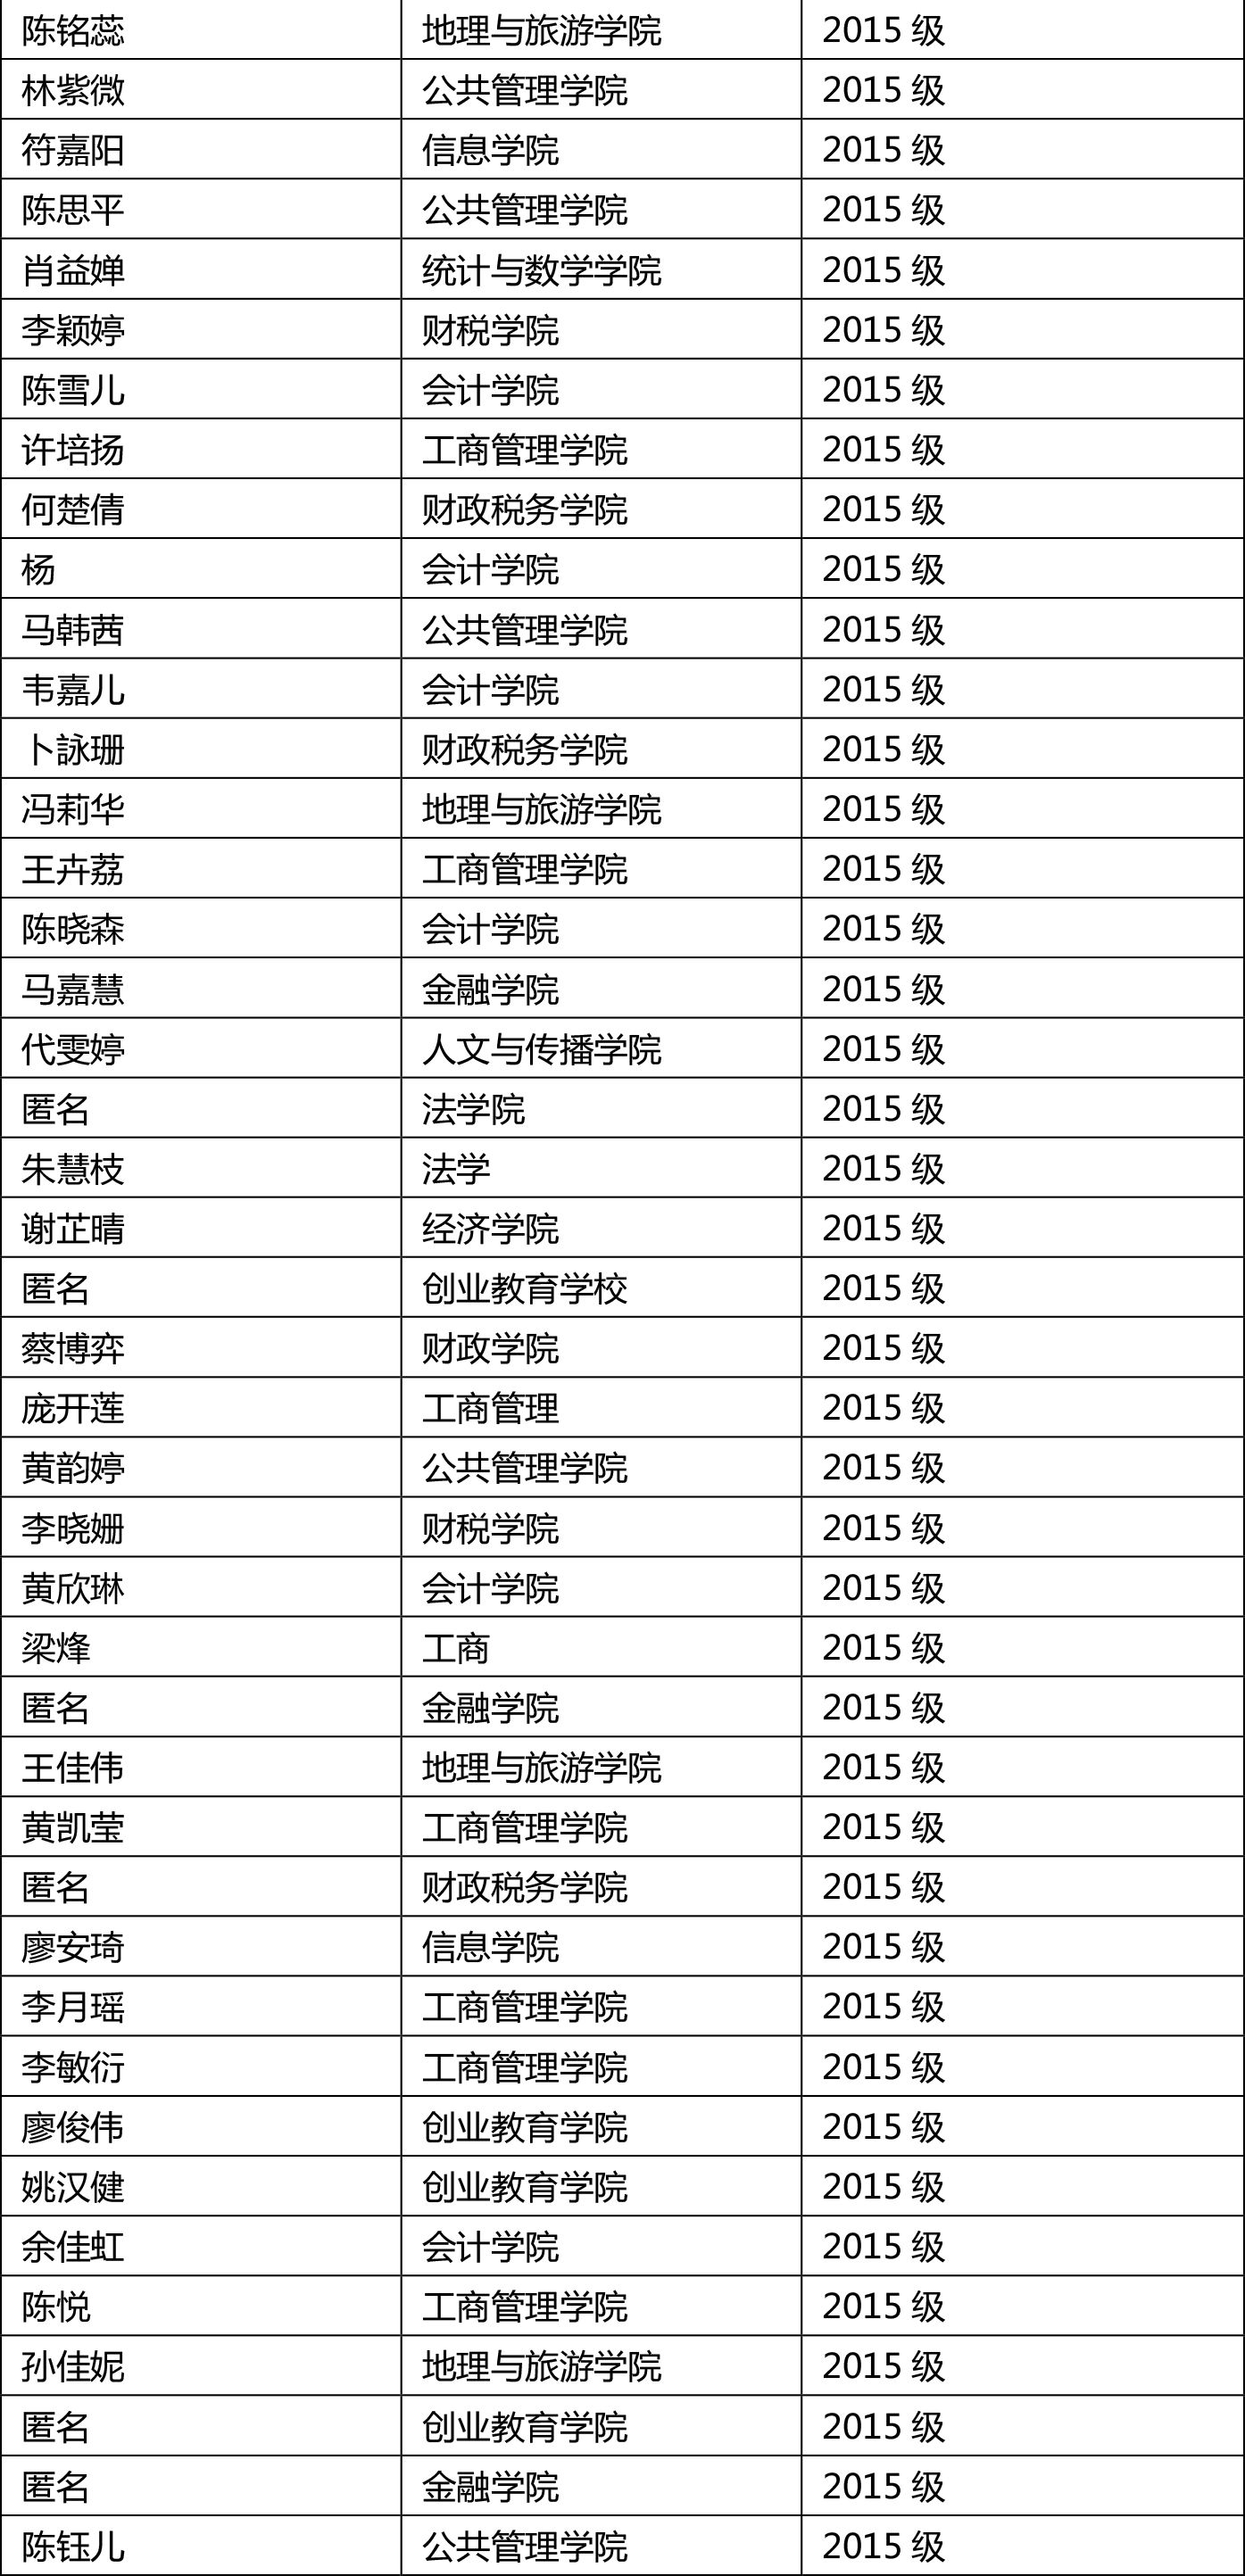 陈铭蕊 地理与旅游学院 2015 级
林紫微 公共管理学院 2015 级
符嘉阳 信息学院 2015 级
陈思平 公共管理学院 2015 级
肖益婵 统计与数学学院 2015 级
李颖婷 财税学院 2015 级
陈雪儿 会计学院 2015 级
许培扬 工商管理学院 2015 级
何楚倩 财政税务学院 2015 级
杨 会计学院 2015 级
马韩茜 公共管理学院 2015 级
韦嘉儿 会计学院 2015 级
卜詠珊 财政税务学院 2015 级
冯莉华 地理与旅游学院 2015 级
王卉荔 工商管理学院 2015 级
陈晓森 会计学院 2015 级
马嘉慧 金融学院 2015 级
代雯婷 人文与传播学院 2015 级
匿名 法学院 2015 级
朱慧枝 法学 2015 级
谢芷晴 经济学院 2015 级
匿名 创业教育学校 2015 级
蔡博弈 财政学院 2015 级
庞开莲 工商管理 2015 级
黄韵婷 公共管理学院 2015 级
李晓姗 财税学院 2015 级
黄欣琳 会计学院 2015 级
梁烽 工商 2015 级
匿名 金融学院 2015 级
王佳伟 地理与旅游学院 2015 级
黄凯莹 工商管理学院 2015 级
匿名 财政税务学院 2015 级
廖安琦 信息学院 2015 级
李月瑶 工商管理学院 2015 级
李敏衍 工商管理学院 2015 级
廖俊伟 创业教育学院 2015 级
姚汉健 创业教育学院 2015 级
余佳虹 会计学院 2015 级
陈悦 工商管理学院 2015 级
孙佳妮 地理与旅游学院 2015 级
匿名 创业教育学院 2015 级
匿名 金融学院 2015 级
陈钰儿 公共管理学院 2015 级